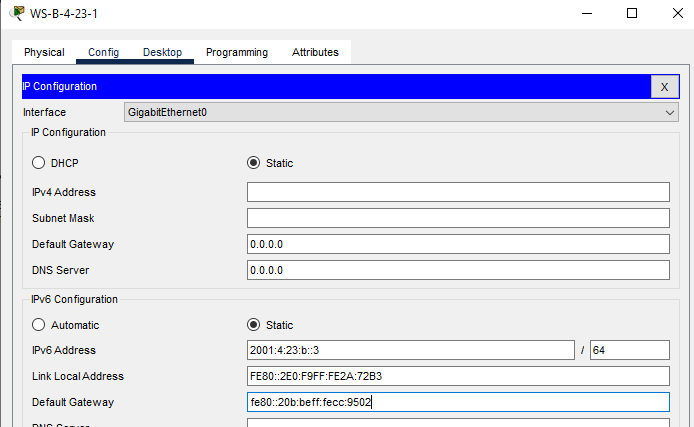 WS-B-4-23-1
Physical Config Desktop Programming Attributes
IP Configuration X
Interface GigabitEthernet0
IP Configuration
DHCP Static
IPv4 Address
Subnet Mask
Default Gateway 0.0.0.0
DNS Server 0.0.0.0
IPv6 Configuration
Automatic Static
IPv6 Address 2001:4:23:b::3 / 64
Link Local Address FE80::2E0:F9FF:FE2A:72B3
Default Gateway fe80::20b:beff:fecc:9502
DNS Server